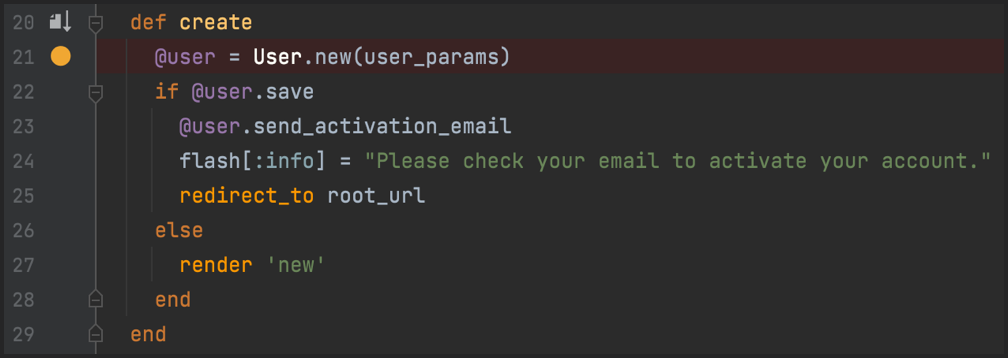 20 def create
21 @user = User.new(user_params)
22 if @user.save
23 @user.send_activation_email
24 flash[:info] = "Please check your email to activate your account."
25 redirect_to root_url
26 else
27 render 'new'
28 end
29 end